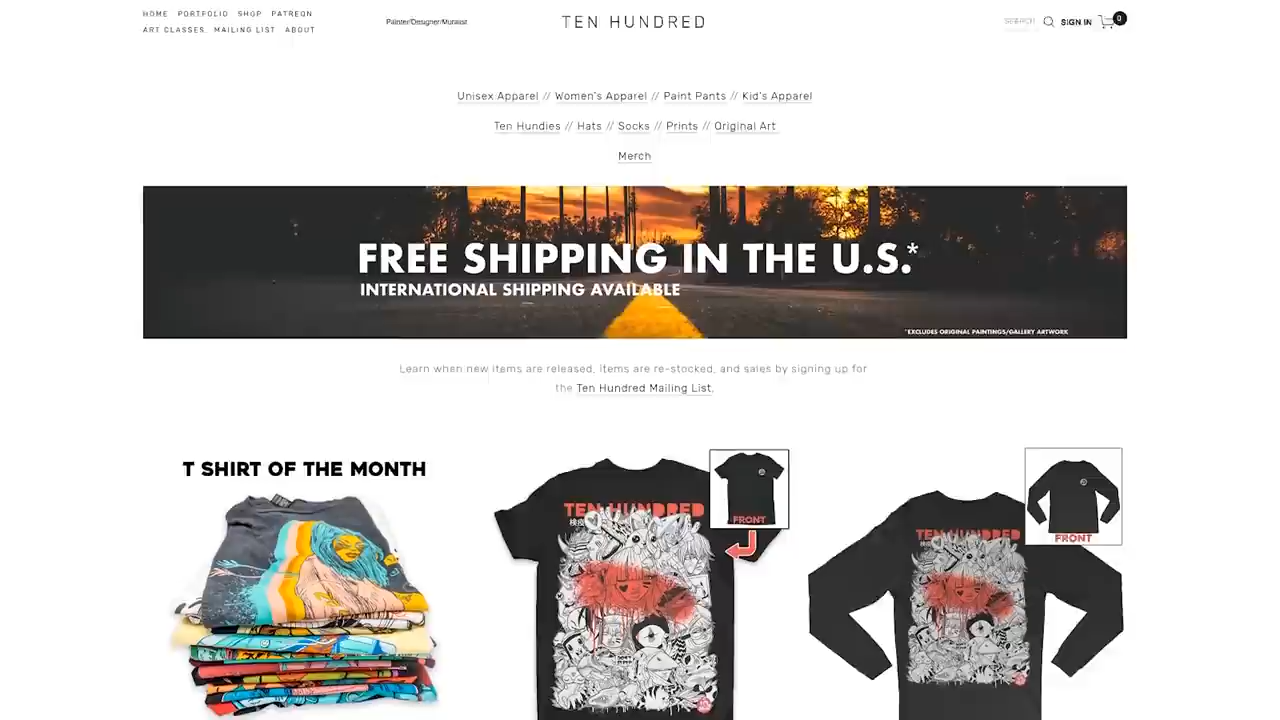 HOME PORTFOLIO SHOP PATREON
ART CLASSES MAILING LIST ABOUT
Painter/Designer/Muralist
TEN HUNDRED
SEARCH
SIGN IN
0
Unisex Apparel // Women's Apparel // Paint Pants // Kid's Apparel
Ten Hundies // Hats // Socks // Prints // Original Art
Merch
FREE SHIPPING IN THE U.S.*
INTERNATIONAL SHIPPING AVAILABLE
*EXCLUDES ORIGINAL PAINTINGS/GALLERY ARTWORK
Learn when new items are released, items are re-stocked, and sales by signing up for
the Ten Hundred Mailing List.
T SHIRT OF THE MONTH
TEN HUNDRED
FRONT
TEN HUNDRED
FRONT